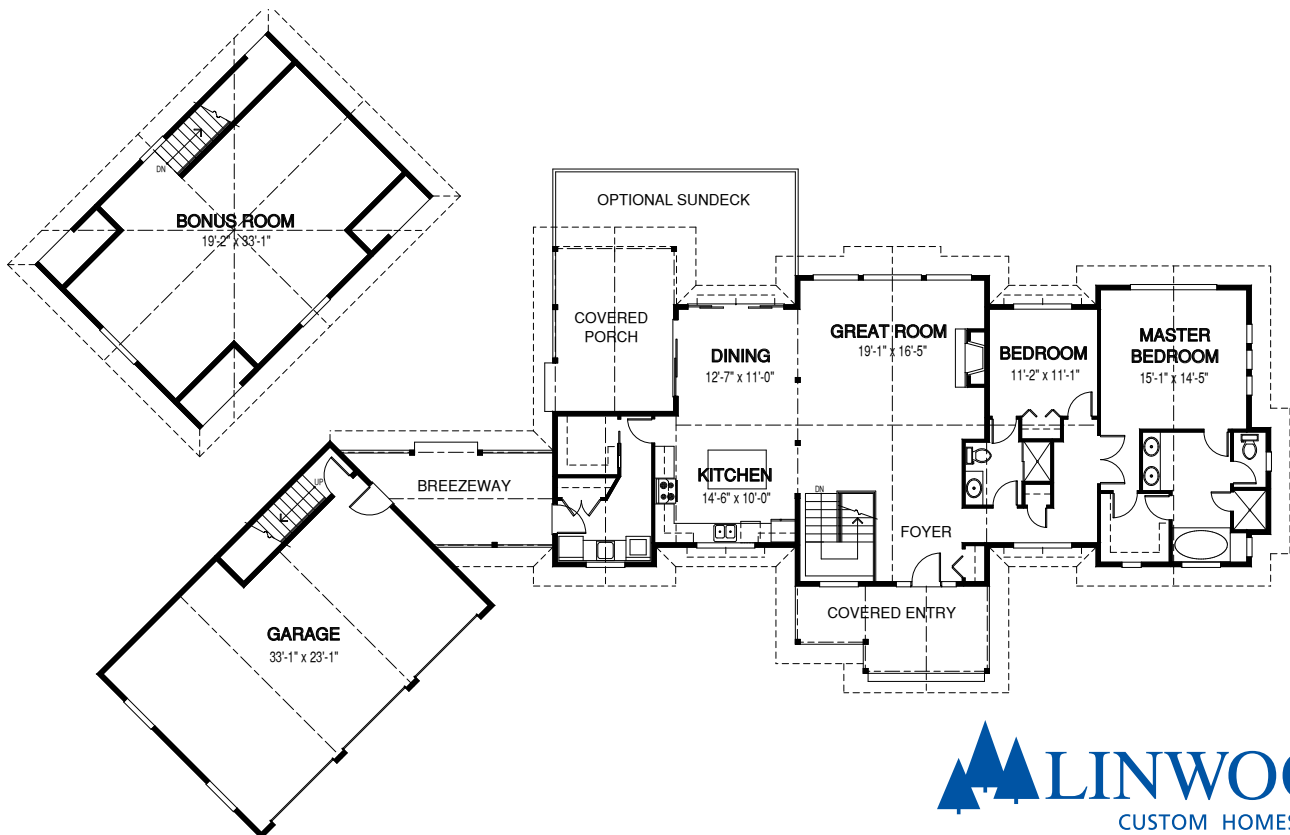 BONUS ROOM
19'-2" x 33'-1"
DN
OPTIONAL SUNDECK
COVERED
PORCH
DINING
12'-7" x 11'-0"
GREAT ROOM
19'-1" x 16'-5"
BEDROOM
11'-2" x 11'-1"
MASTER
BEDROOM
15'-1" x 14'-5"
BREEZEWAY
KITCHEN
14'-6" x 10'-0"
DN
FOYER
UP
GARAGE
33'-1" x 23'-1"
COVERED ENTRY
LINWOO
CUSTOM HOMES